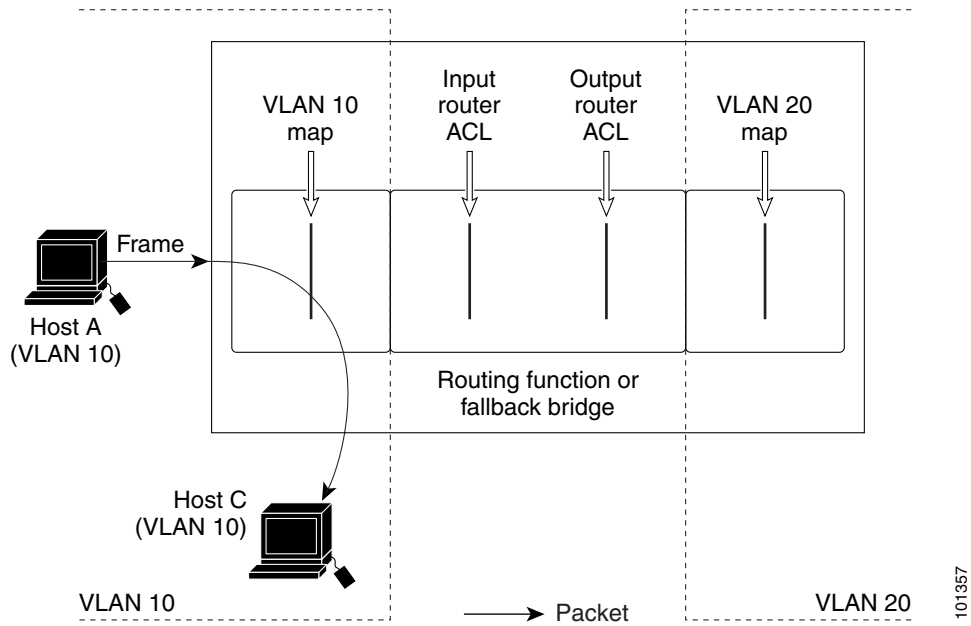 VLAN 10
map
Input
router
ACL
Output
router
ACL
VLAN 20
map
Frame
Host A
(VLAN 10)
Routing function or
fallback bridge
Host C
(VLAN 10)
VLAN 10
Packet
VLAN 20
101357